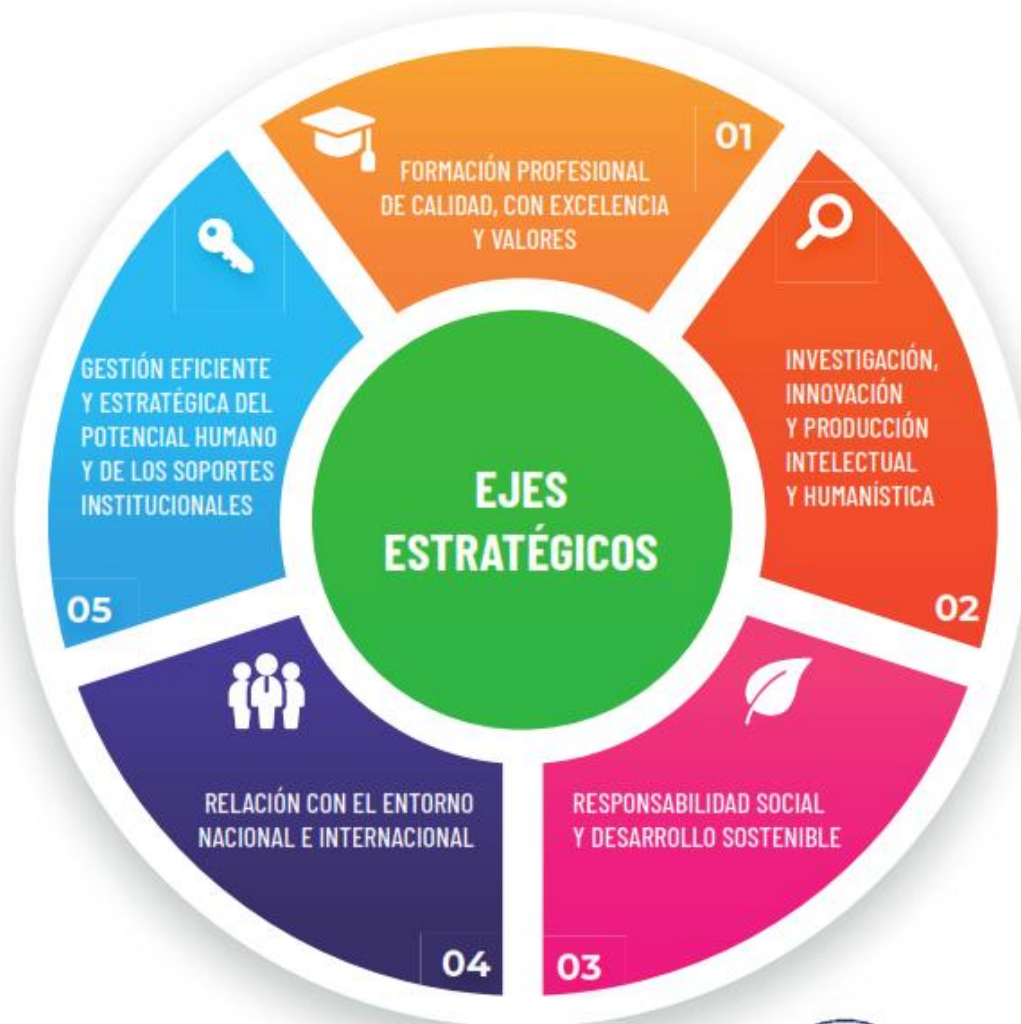 01
FORMACIÓN PROFESIONAL
DE CALIDAD, CON EXCELENCIA
Y VALORES
INVESTIGACIÓN,
INNOVACIÓN
Y PRODUCCIÓN
INTELECTUAL
Y HUMANÍSTICA
02
RESPONSABILIDAD SOCIAL
Y DESARROLLO SOSTENIBLE
03
RELACIÓN CON EL ENTORNO
NACIONAL E INTERNACIONAL
04
GESTIÓN EFICIENTE
Y ESTRATÉGICA DEL
POTENCIAL HUMANO
Y DE LOS SOPORTES
INSTITUCIONALES
05
EJES
ESTRATÉGICOS